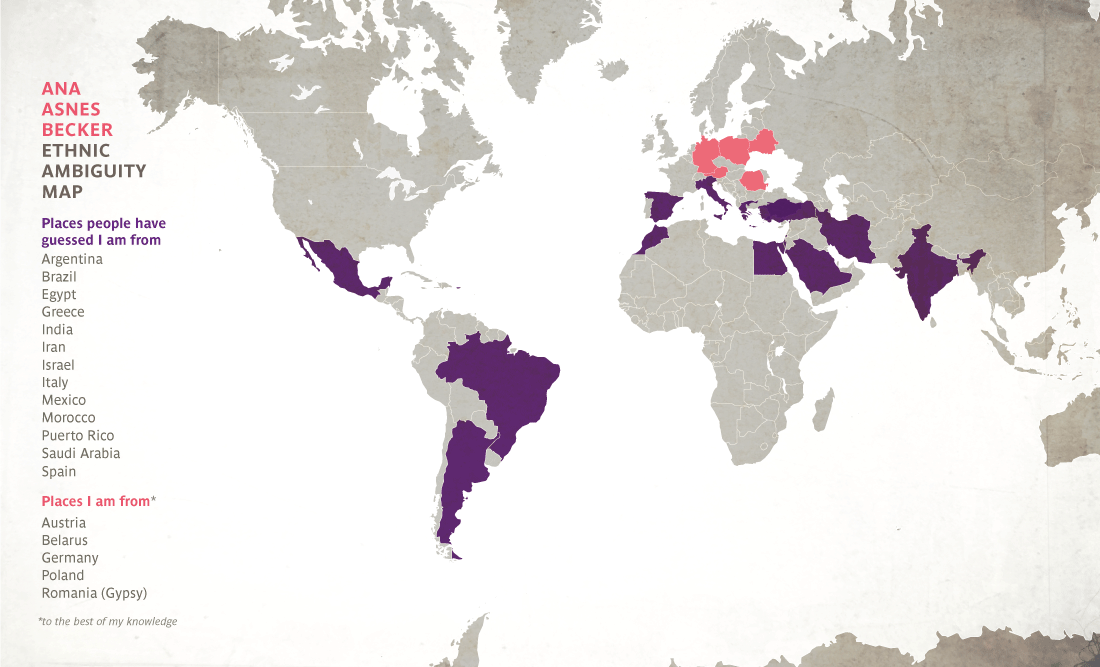 ANA
ASNES
BECKER
ETHNIC
AMBIGUITY
MAP
Places people have
guessed I am from
Argentina
Brazil
Egypt
Greece
India
Iran
Israel
Italy
Mexico
Morocco
Puerto Rico
Saudi Arabia
Spain
Places I am from*
Austria
Belarus
Germany
Poland
Romania (Gypsy)
*to the best of my knowledge